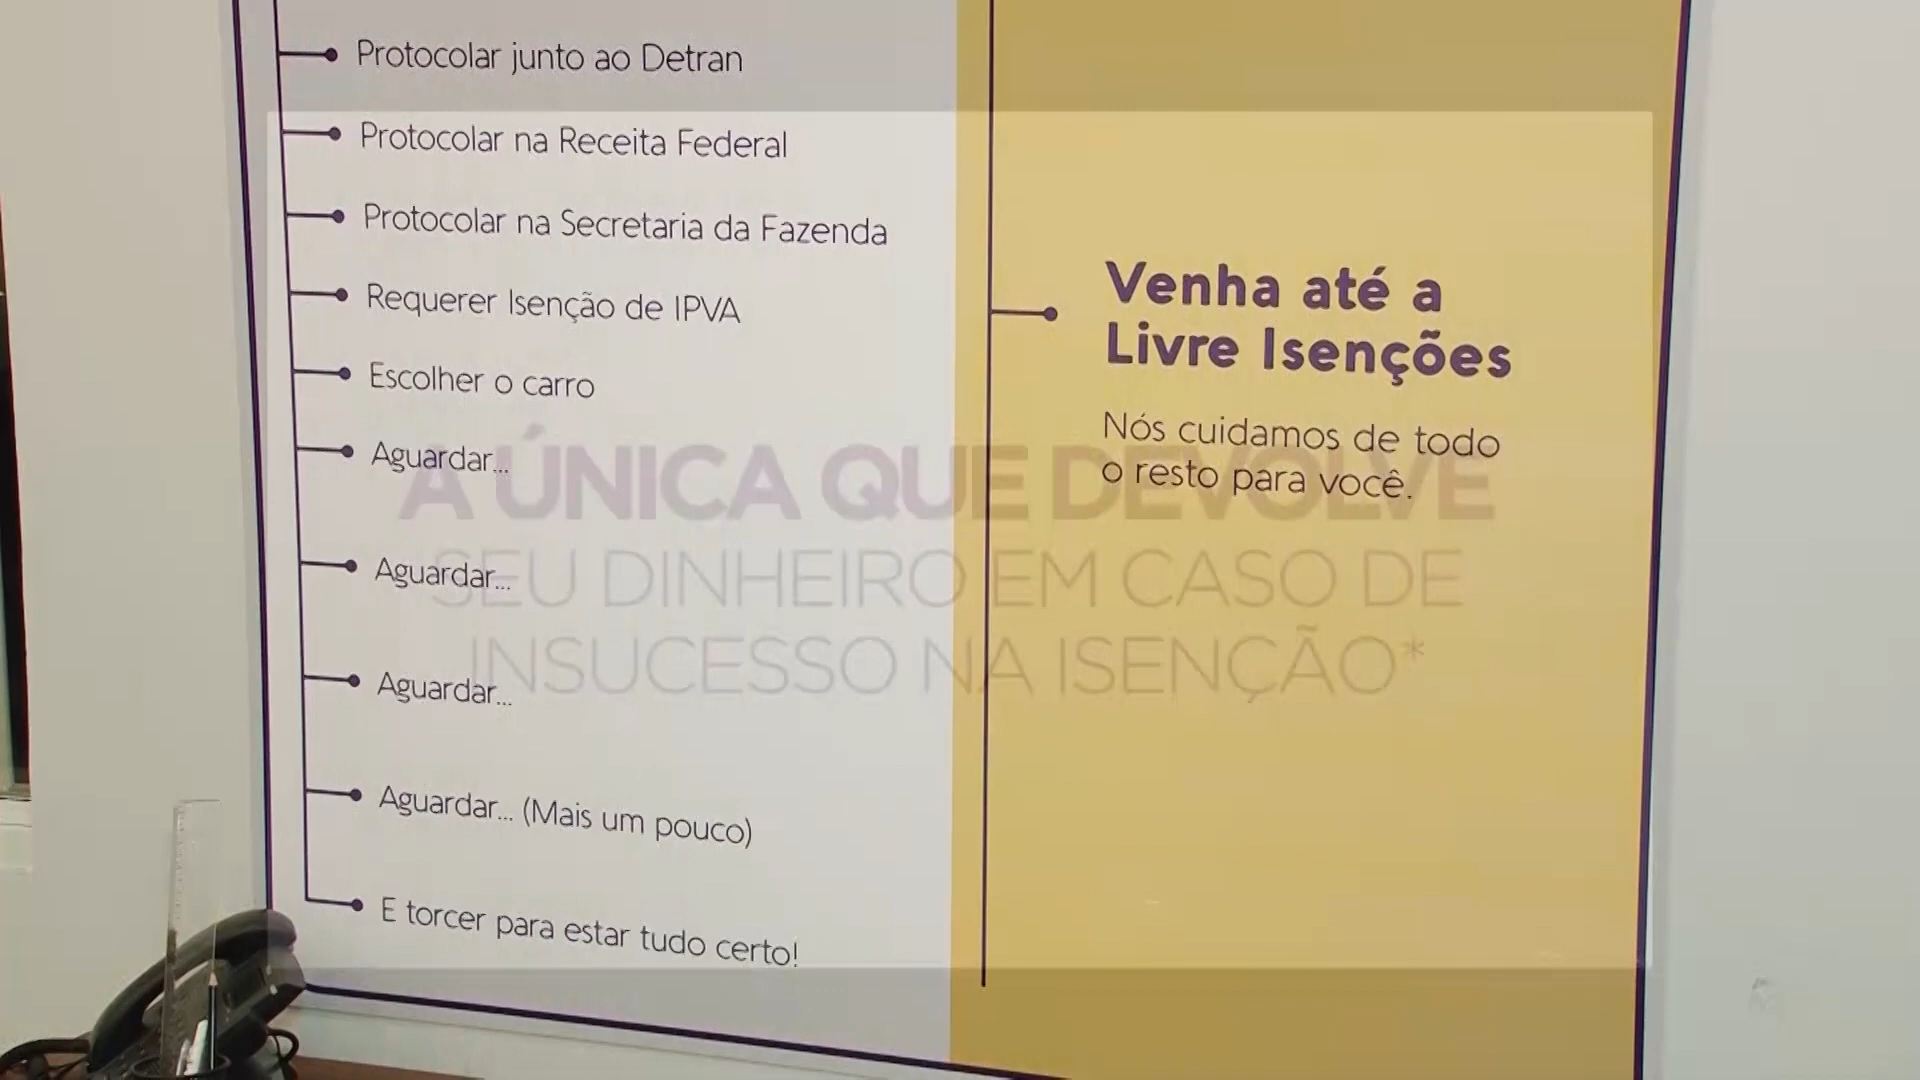 Protocolar junto ao Detran
Protocolar na Receita Federal
Protocolar na Secretaria da Fazenda
Requerer Isenção de IPVA
Escolher o carro
Aguardar...
Aguardar...
Aguardar...
Aguardar... (Mais um pouco)
E torcer para estar tudo certo!
Venha até a
Livre Isenções
Nós cuidamos de todo
o resto para você.
A ÚNICA QUE DEVOLVE
SEU DINHEIRO EM CASO DE
INSUCESSO NA ISENÇÃO*